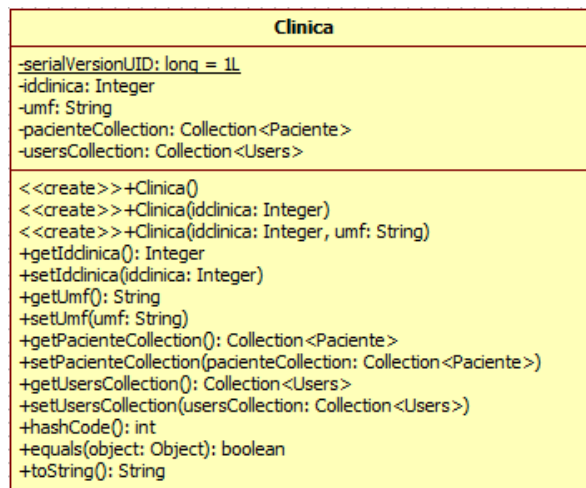 Clinica
-serialVersionUID: long = 1L
-idclinica: Integer
-umf: String
-pacienteCollection: Collection<Paciente>
-usersCollection: Collection<Users>
<<create>>+Clinica()
<<create>>+Clinica(idclinica: Integer)
<<create>>+Clinica(idclinica: Integer, umf: String)
+getIdclinica(): Integer
+setIdclinica(idclinica: Integer)
+getUmf(): String
+setUmf(umf: String)
+getPacienteCollection(): Collection<Paciente>
+setPacienteCollection(pacienteCollection: Collection<Paciente>)
+getUsersCollection(): Collection<Users>
+setUsersCollection(usersCollection: Collection<Users>)
+hashCode(): int
+equals(object: Object): boolean
+toString(): String